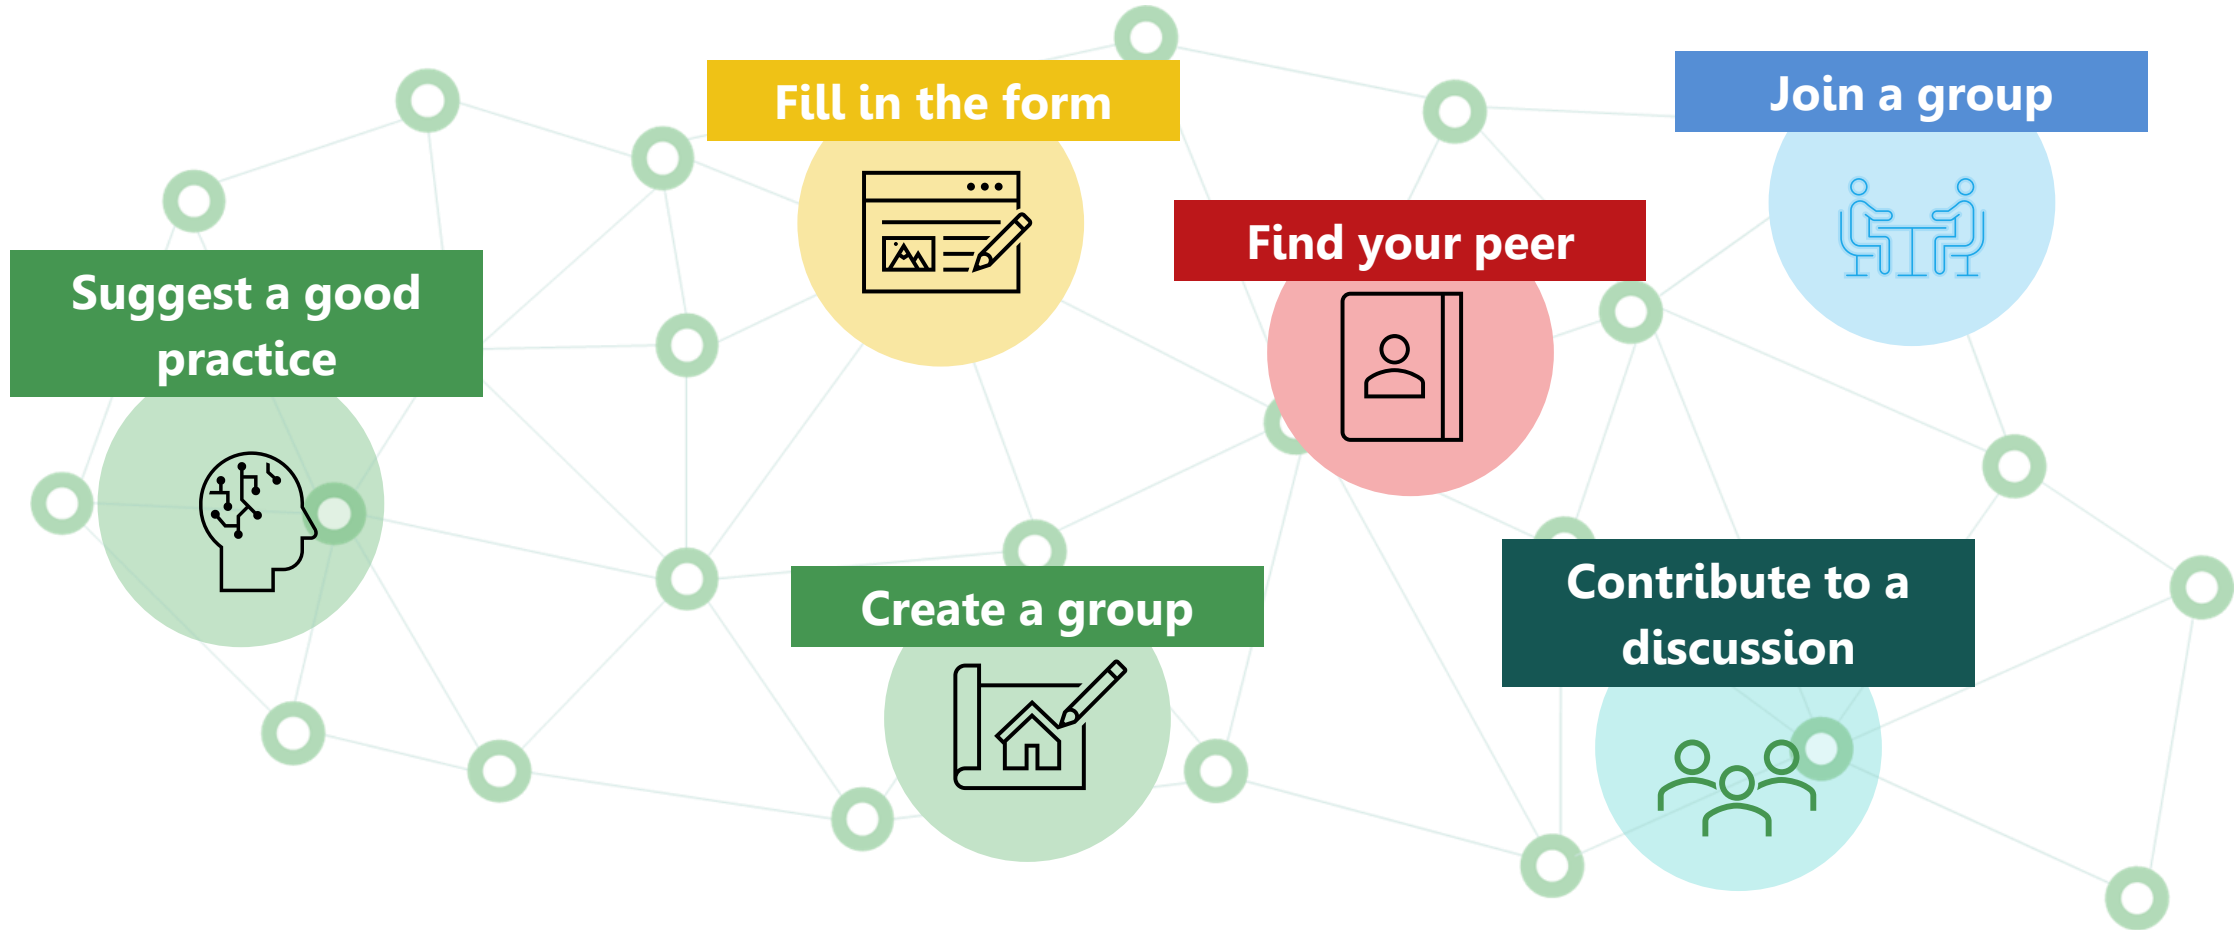 Fill in the form
Join a group
Find your peer
Suggest a good
practice
Create a group
Contribute to a
discussion